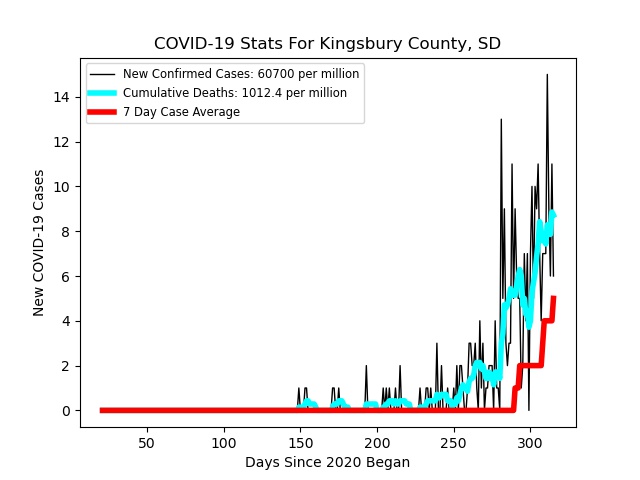 COVID-19 Stats For Kingsbury County, SD
New Confirmed Cases: 60700 per million
Cumulative Deaths: 1012.4 per million
7 Day Case Average
New COVID-19 Cases
14
12
10
8
6
4
2
0
50 100 150 200 250 300
Days Since 2020 Began